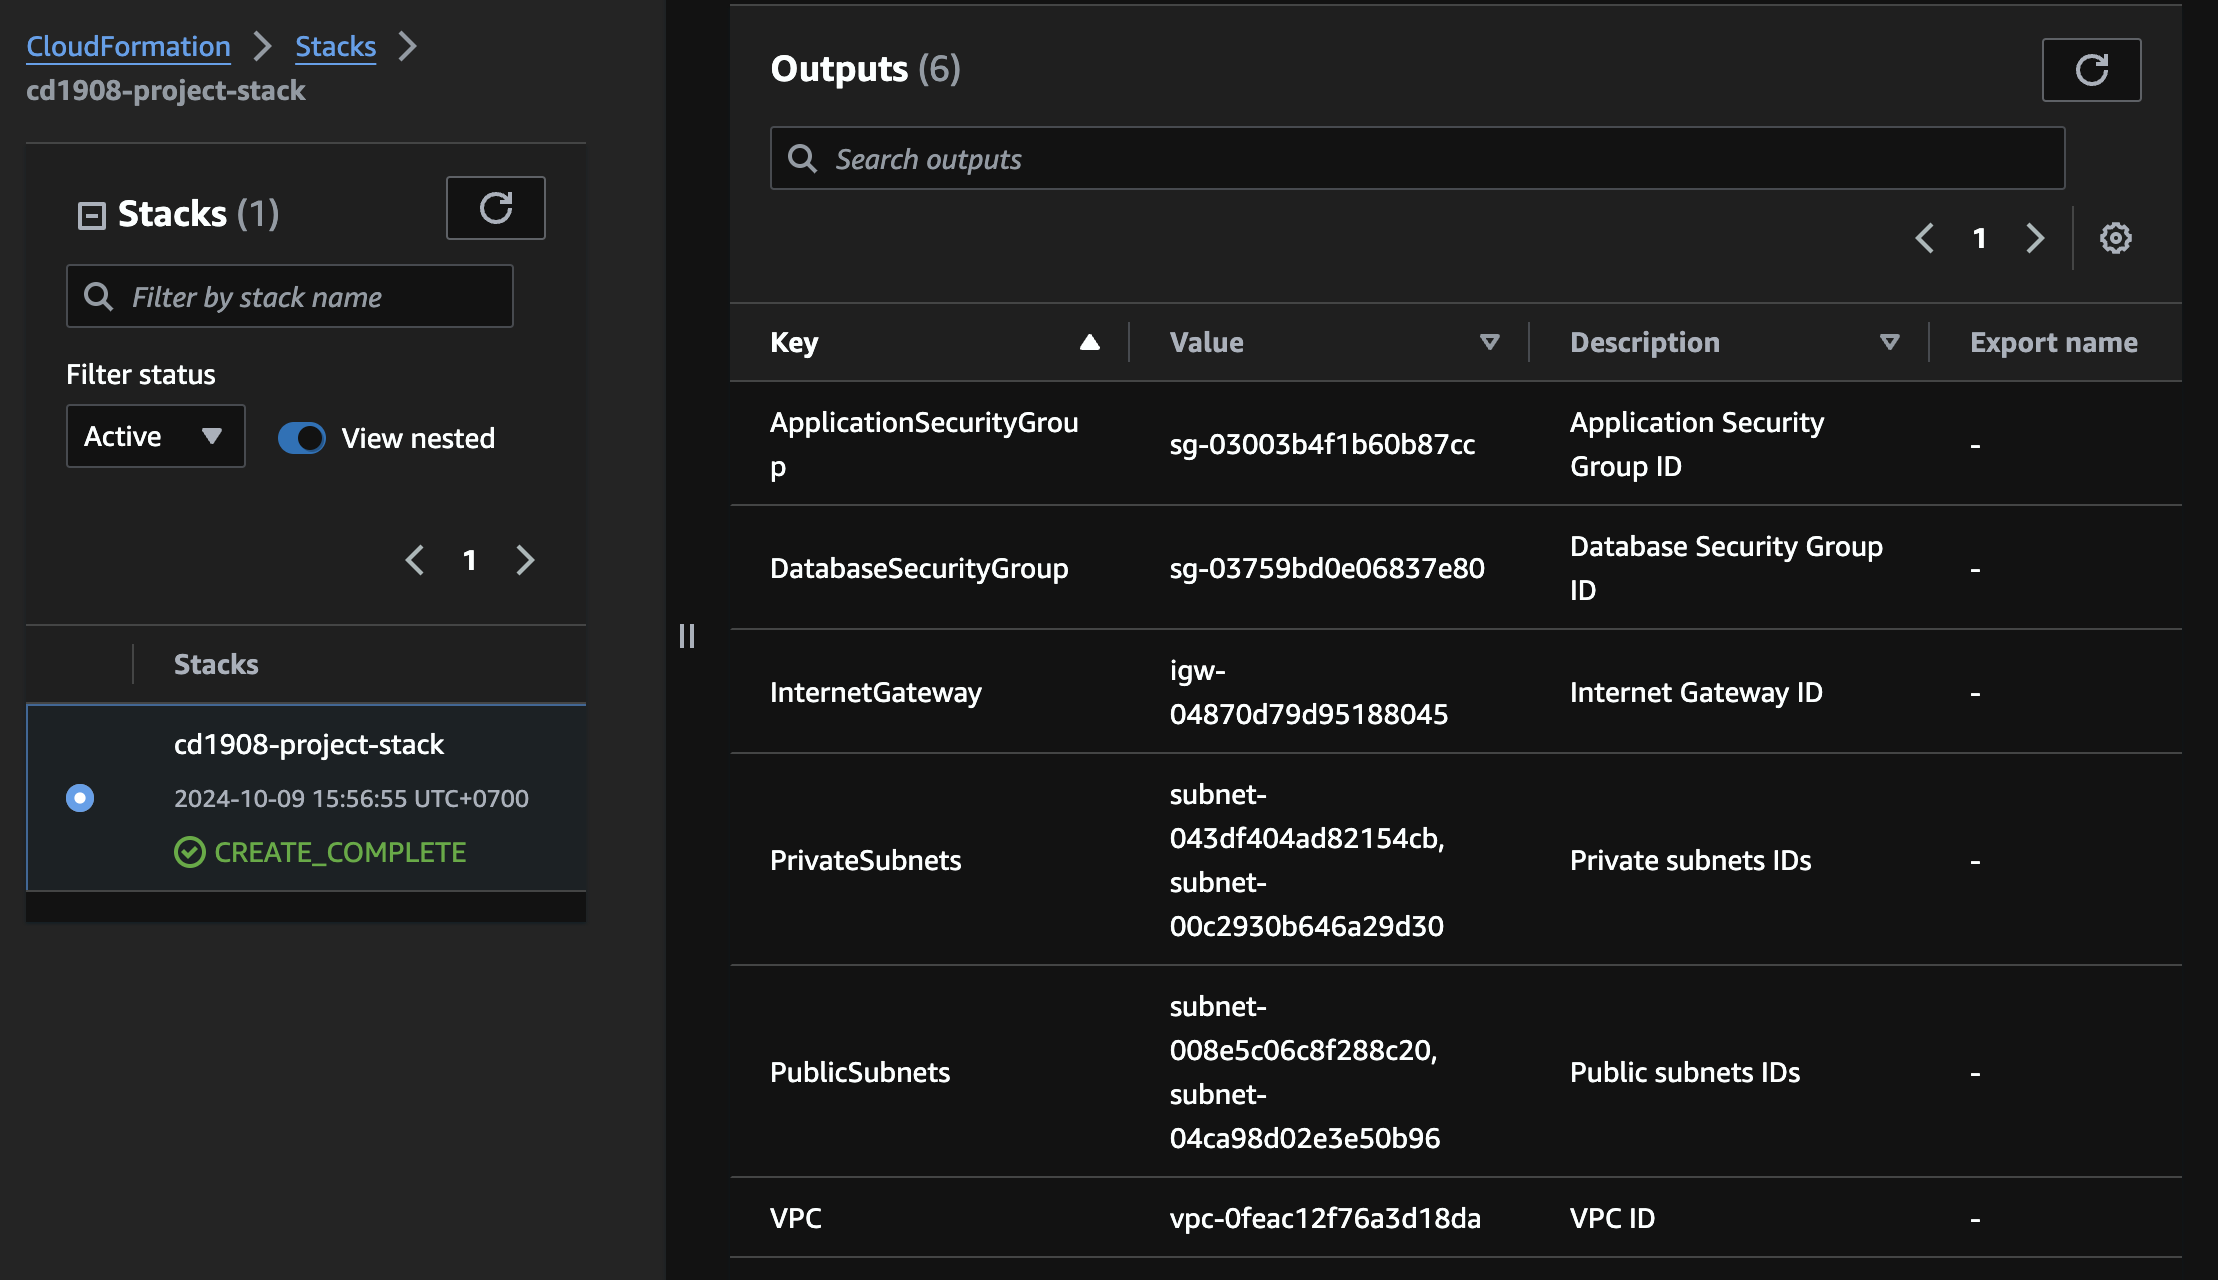 CloudFormation
Stacks
cd1908-project-stack
Stacks (1)
Filter by stack name
Filter status
Active
View nested
1
Stacks
cd1908-project-stack
2024-10-09 15:56:55 UTC+0700
CREATE_COMPLETE
Outputs (6)
Search outputs
1
Key Value Description Export name
ApplicationSecurityGrou
p
sg-03003b4f1b60b87cc
Application Security
Group ID
-
DatabaseSecurityGroup
sg-03759bd0e06837e80
Database Security Group
ID
-
InternetGateway
igw-
04870d79d95188045
Internet Gateway ID
-
PrivateSubnets
subnet-
043df404ad82154cb,
subnet-
00c2930b646a29d30
Private subnets IDs
-
PublicSubnets
subnet-
008e5c06c8f288c20,
subnet-
04ca98d02e3e50b96
Public subnets IDs
-
VPC
vpc-0feac12f76a3d18da
VPC ID
-